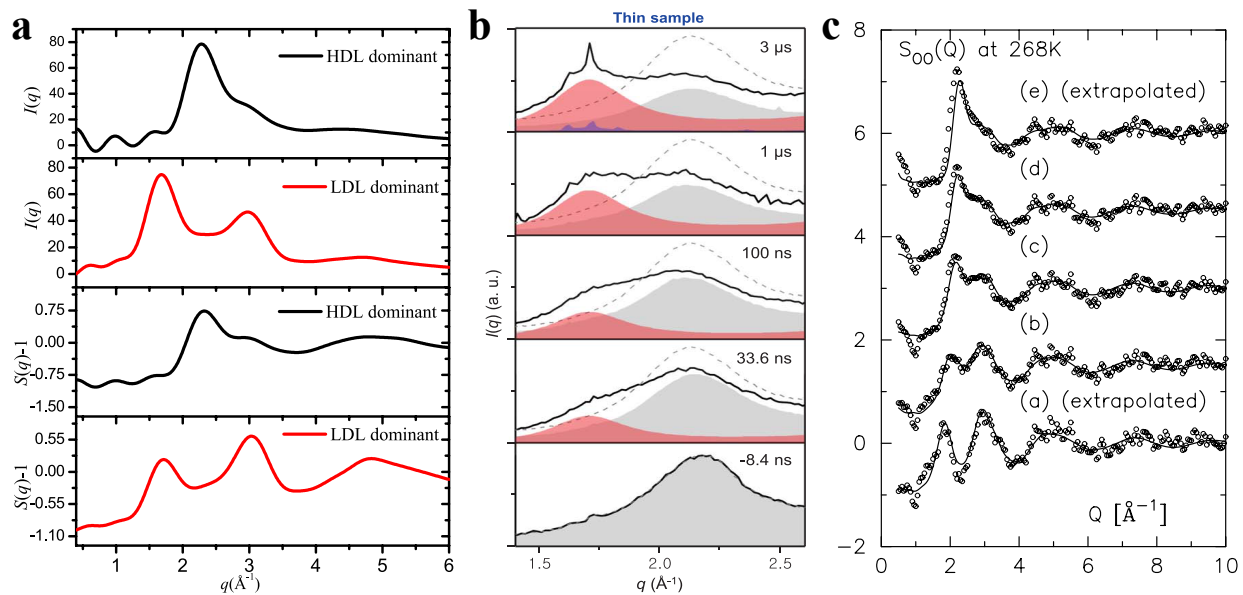 a
80
60
40
20
0
I(q)
HDL dominant
80
60
40
20
0
I(q)
LDL dominant
0.75
0.00
-0.75
-1.50
S(q)-1
HDL dominant
0.55
0.00
-0.55
-1.10
S(q)-1
LDL dominant
1 2 3 4 5 6
q(Å⁻¹)
b
Thin sample
3 μs
1 μs
100 ns
33.6 ns
-8.4 ns
I(q) (a. u.)
1.5 2.0 2.5
q (Å⁻¹)
c
8
6
4
2
0
−2
S₀₀(Q) at 268K
(e) (extrapolated)
(d)
(c)
(b)
(a) (extrapolated)
Q [Å⁻¹]
0 2 4 6 8 10